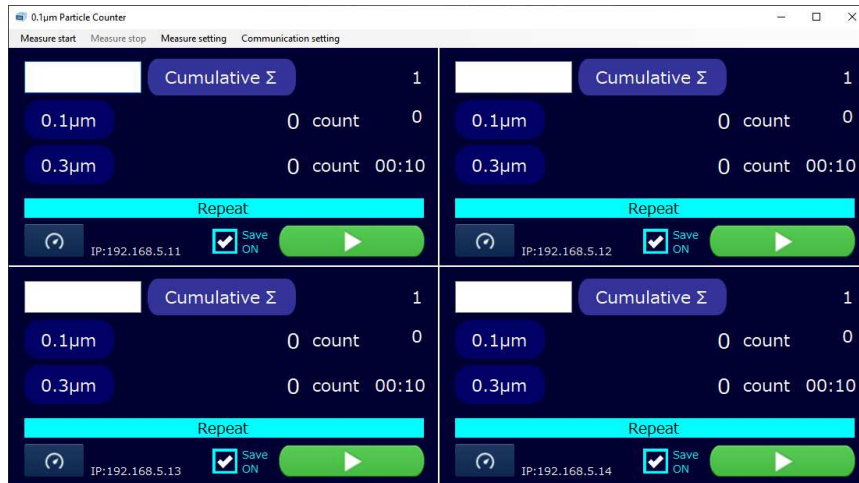 0.1µm Particle Counter
Measure start Measure stop Measure setting Communication setting
Cumulative Σ 1
0.1µm 0 count 0
0.3µm 0 count 00:10
Repeat
IP:192.168.5.11 Save ON
Cumulative Σ 1
0.1µm 0 count 0
0.3µm 0 count 00:10
Repeat
IP:192.168.5.12 Save ON
Cumulative Σ 1
0.1µm 0 count 0
0.3µm 0 count 00:10
Repeat
IP:192.168.5.13 Save ON
Cumulative Σ 1
0.1µm 0 count 0
0.3µm 0 count 00:10
Repeat
IP:192.168.5.14 Save ON